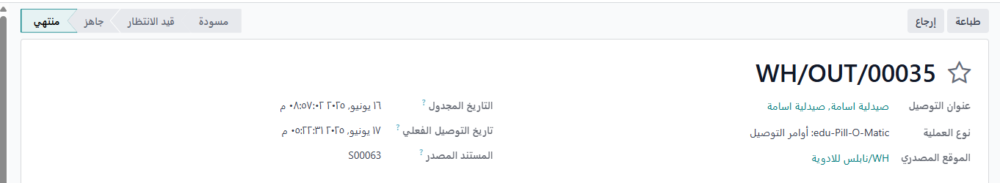 طباعة إرجاع مسودة قيد الانتظار جاهز منتهي
WH/OUT/00035
عنوان التوصيل صيدلية اسامة, صيدلية اسامة التاريخ المجدول ? ١٦ يونيو, ٢٠٢٥ ٠٨:٥٧:٠٢ م
نوع العملية edu-Pill-O-Matic: أوامر التوصيل تاريخ التوصيل الفعلي ? ١٧ يونيو, ٢٠٢٥ ٠٥:٢٢:٣١ م
الموقع المصدري WH/نابلس للادوية المستند المصدر ? S00063